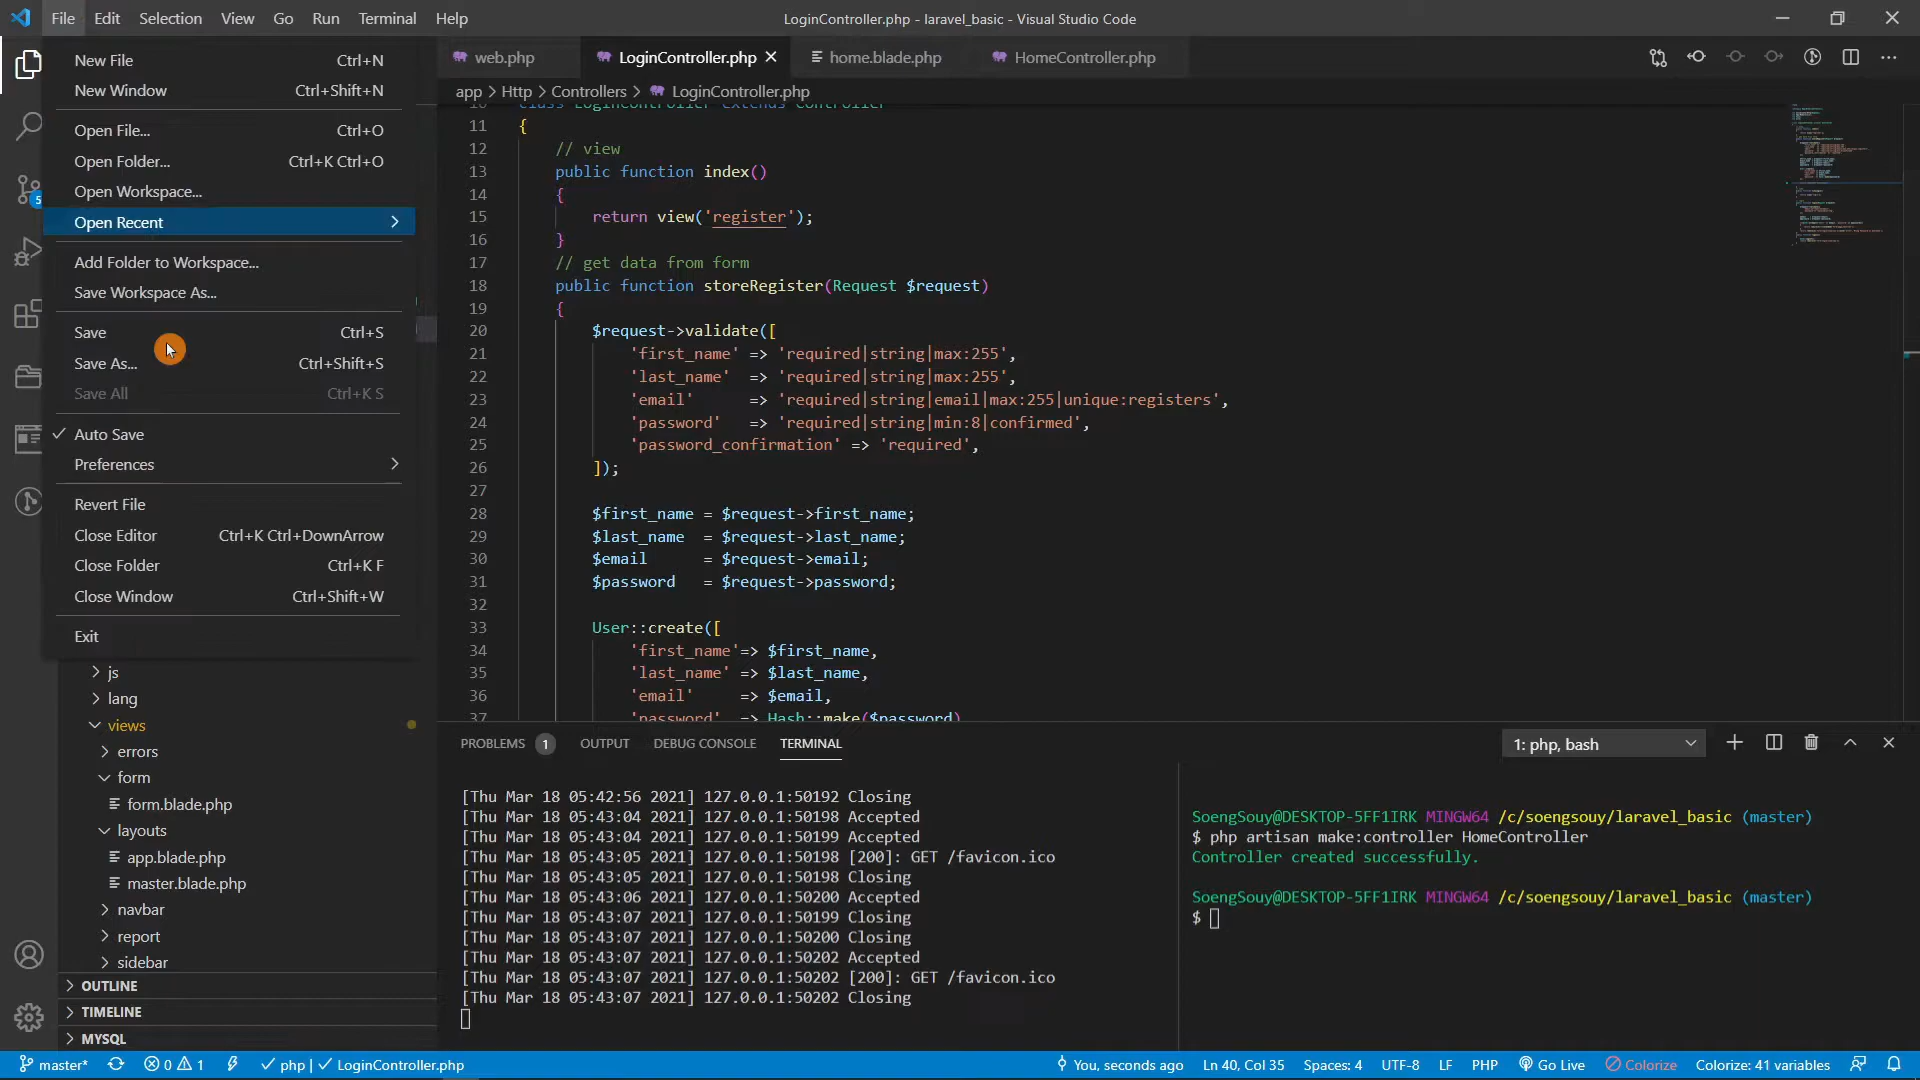 File Edit Selection View Go Run Terminal Help
LoginController.php - laravel_basic - Visual Studio Code
New File Ctrl+N
New Window Ctrl+Shift+N
Open File... Ctrl+O
Open Folder... Ctrl+K Ctrl+O
Open Workspace...
Open Recent
Add Folder to Workspace...
Save Workspace As...
Save Ctrl+S
Save As... Ctrl+Shift+S
Save All Ctrl+K S
Auto Save
Preferences
Revert File
Close Editor Ctrl+K Ctrl+DownArrow
Close Folder Ctrl+K F
Close Window Ctrl+Shift+W
Exit
5
js
lang
views
errors
form
form.blade.php
layouts
app.blade.php
master.blade.php
navbar
report
sidebar
OUTLINE
TIMELINE
MYSQL
web.php LoginController.php home.blade.php HomeController.php
app > Http > Controllers > LoginController.php
10 class LoginController extends Controller
11 {
12 // view
13 public function index()
14 {
15 return view('register');
16 }
17 // get data from form
18 public function storeRegister(Request $request)
19 {
20 $request->validate([
21 'first_name' => 'required|string|max:255',
22 'last_name' => 'required|string|max:255',
23 'email' => 'required|string|email|max:255|unique:registers',
24 'password' => 'required|string|min:8|confirmed',
25 'password_confirmation' => 'required',
26 ]);
27
28 $first_name = $request->first_name;
29 $last_name = $request->last_name;
30 $email = $request->email;
31 $password = $request->password;
32
33 User::create([
34 'first_name'=> $first_name,
35 'last_name' => $last_name,
36 'email' => $email,
37 'password' => Hash::make($password)
PROBLEMS 1 OUTPUT DEBUG CONSOLE TERMINAL
1: php, bash
[Thu Mar 18 05:42:56 2021] 127.0.0.1:50192 Closing
[Thu Mar 18 05:43:04 2021] 127.0.0.1:50198 Accepted
[Thu Mar 18 05:43:04 2021] 127.0.0.1:50199 Accepted
[Thu Mar 18 05:43:05 2021] 127.0.0.1:50198 [200]: GET /favicon.ico
[Thu Mar 18 05:43:05 2021] 127.0.0.1:50198 Closing
[Thu Mar 18 05:43:06 2021] 127.0.0.1:50200 Accepted
[Thu Mar 18 05:43:07 2021] 127.0.0.1:50199 Closing
[Thu Mar 18 05:43:07 2021] 127.0.0.1:50200 Closing
[Thu Mar 18 05:43:07 2021] 127.0.0.1:50202 Accepted
[Thu Mar 18 05:43:07 2021] 127.0.0.1:50202 [200]: GET /favicon.ico
[Thu Mar 18 05:43:07 2021] 127.0.0.1:50202 Closing
SoengSouy@DESKTOP-5FF1IRK MINGW64 /c/soengsouy/laravel_basic (master)
$ php artisan make:controller HomeController
Controller created successfully.
SoengSouy@DESKTOP-5FF1IRK MINGW64 /c/soengsouy/laravel_basic (master)
$
master* 0 1 php | LoginController.php
You, seconds ago Ln 40, Col 35 Spaces: 4 UTF-8 LF PHP Go Live Colorize Colorize: 41 variables